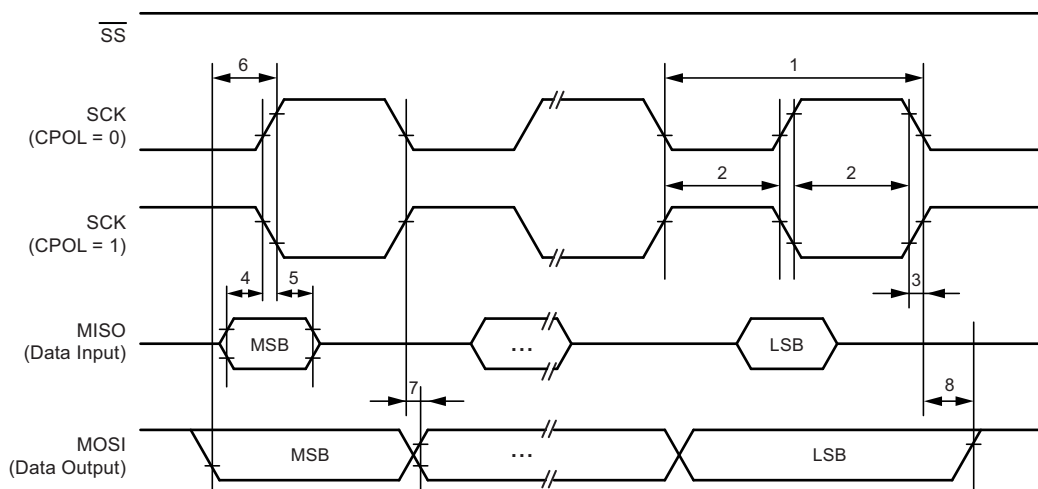 SS
6
1
SCK
(CPOL = 0)
2
2
SCK
(CPOL = 1)
4
5
3
MISO
(Data Input)
MSB
...
LSB
7
8
MOSI
(Data Output)
MSB
...
LSB